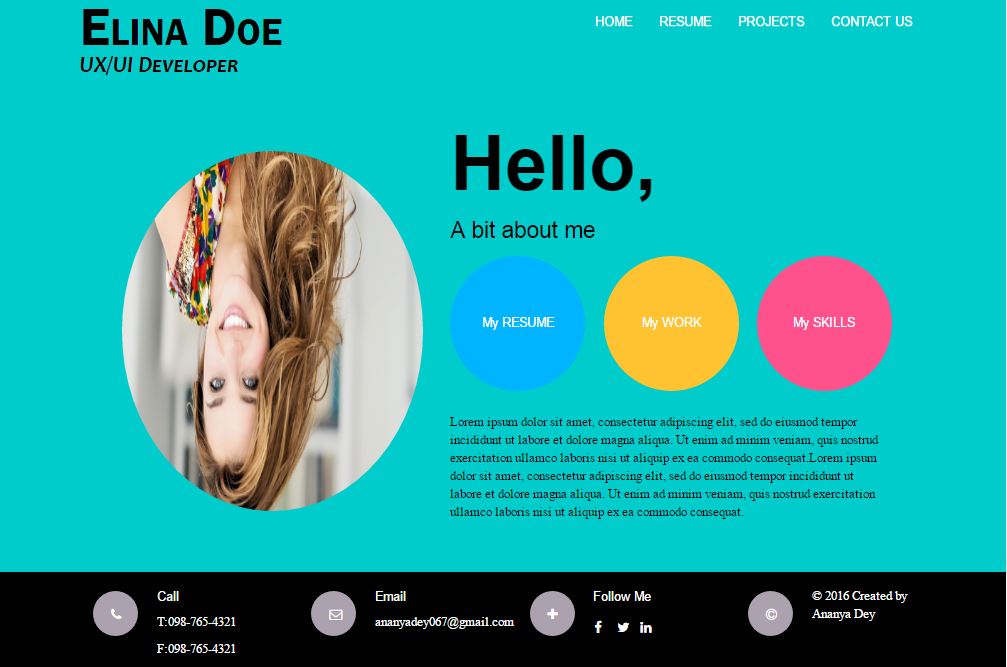 Elina Doe
UX/UI Developer
HOME RESUME PROJECTS CONTACT US
Hello,
A bit about me
My RESUME
My WORK
My SKILLS
Lorem ipsum dolor sit amet, consectetur adipiscing elit, sed do eiusmod tempor
incididunt ut labore et dolore magna aliqua. Ut enim ad minim veniam, quis nostrud
exercitation ullamco laboris nisi ut aliquip ex ea commodo consequat.Lorem ipsum
dolor sit amet, consectetur adipiscing elit, sed do eiusmod tempor incididunt ut
labore et dolore magna aliqua. Ut enim ad minim veniam, quis nostrud exercitation
ullamco laboris nisi ut aliquip ex ea commodo consequat.
Call
T:098-765-4321
F:098-765-4321
Email
ananyadey067@gmail.com
Follow Me
© 2016 Created by
Ananya Dey